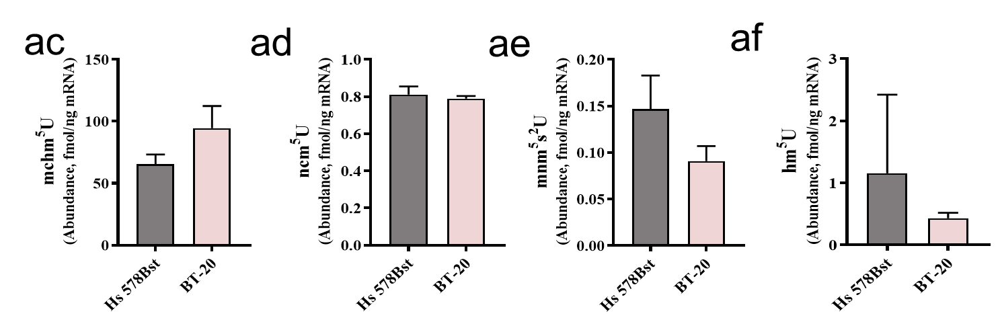 ac
mchm⁵U
(Abundance, fmol/ng mRNA)
150
100
50
0
Hs 578Bst
BT-20
ad
ncm⁵U
(Abundance, fmol/ng mRNA)
1.0
0.8
0.6
0.4
0.2
0.0
Hs 578Bst
BT-20
ae
mnm⁵s²U
(Abundance, fmol/ng mRNA)
0.20
0.15
0.10
0.05
0.00
Hs 578Bst
BT-20
af
hm⁵U
(Abundance, fmol/ng mRNA)
3
2
1
0
Hs 578Bst
BT-20